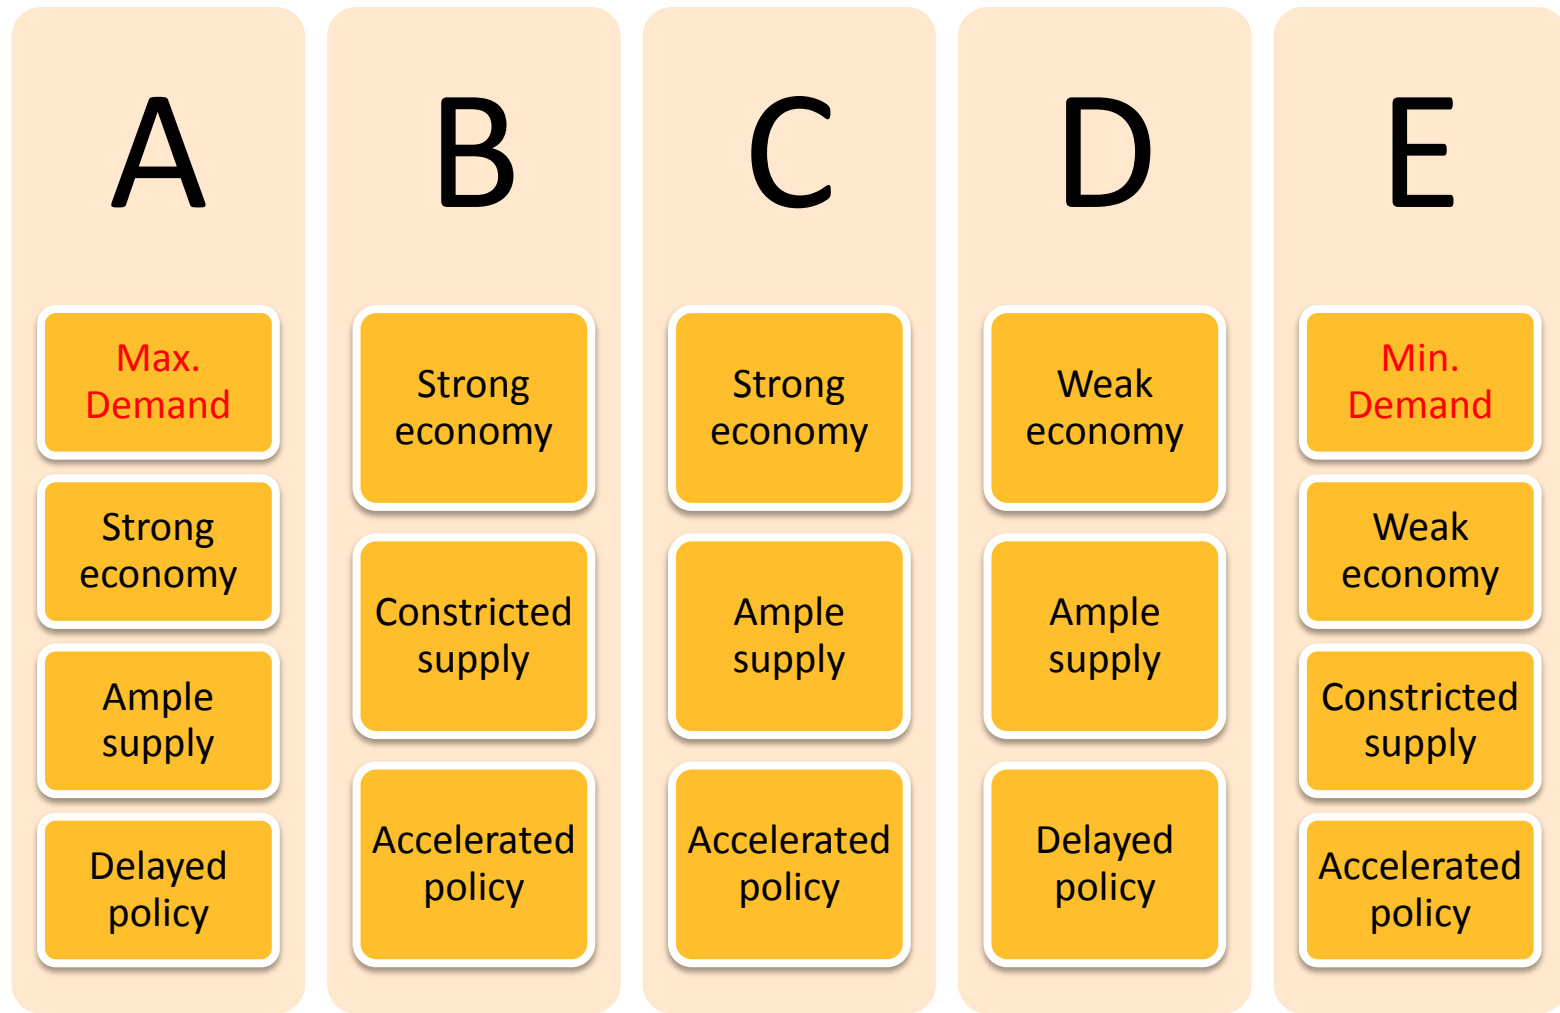 A
Max.
Demand
Strong
economy
Ample
supply
Delayed
policy
B
Strong
economy
Constricted
supply
Accelerated
policy
C
Strong
economy
Ample
supply
Accelerated
policy
D
Weak
economy
Ample
supply
Delayed
policy
E
Min.
Demand
Weak
economy
Constricted
supply
Accelerated
policy